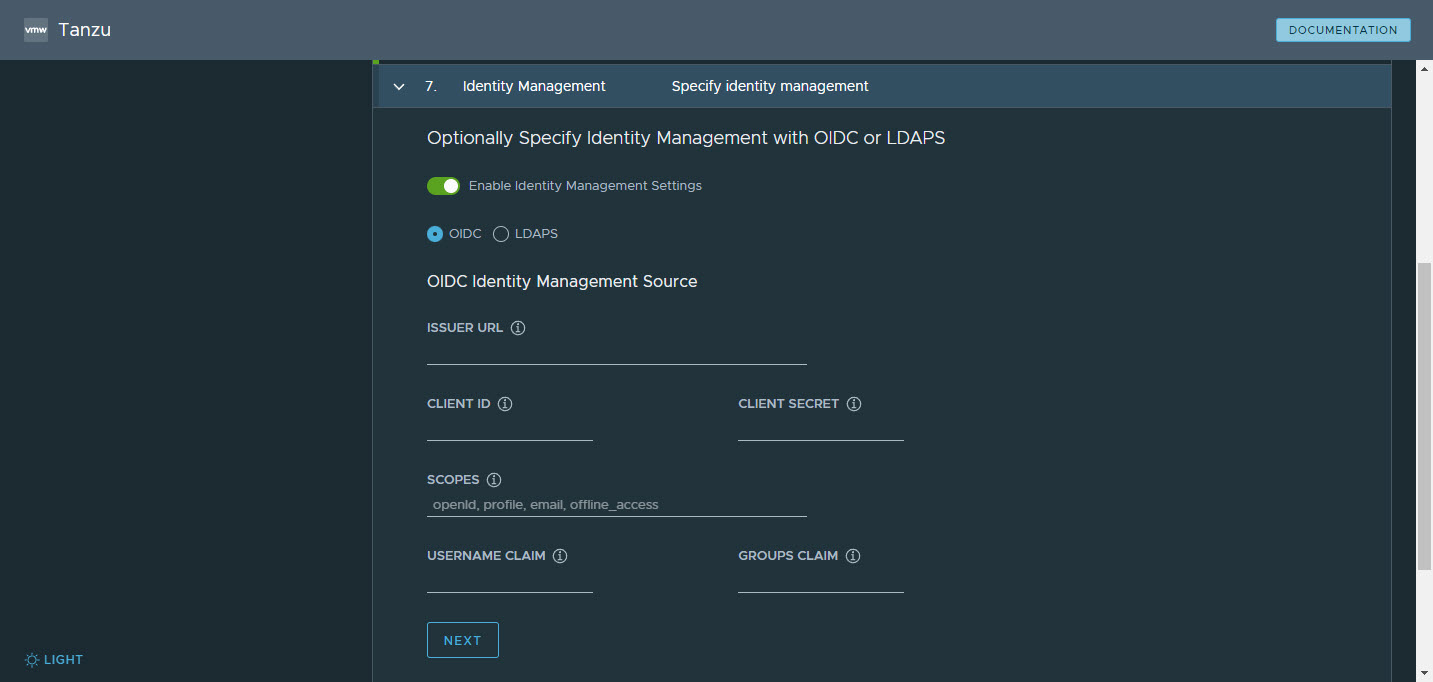 vmw Tanzu DOCUMENTATION
7. Identity Management Specify identity management
Optionally Specify Identity Management with OIDC or LDAPS
Enable Identity Management Settings
OIDC LDAPS
OIDC Identity Management Source
ISSUER URL
CLIENT ID CLIENT SECRET
SCOPES
openId, profile, email, offline_access
USERNAME CLAIM GROUPS CLAIM
NEXT
LIGHT